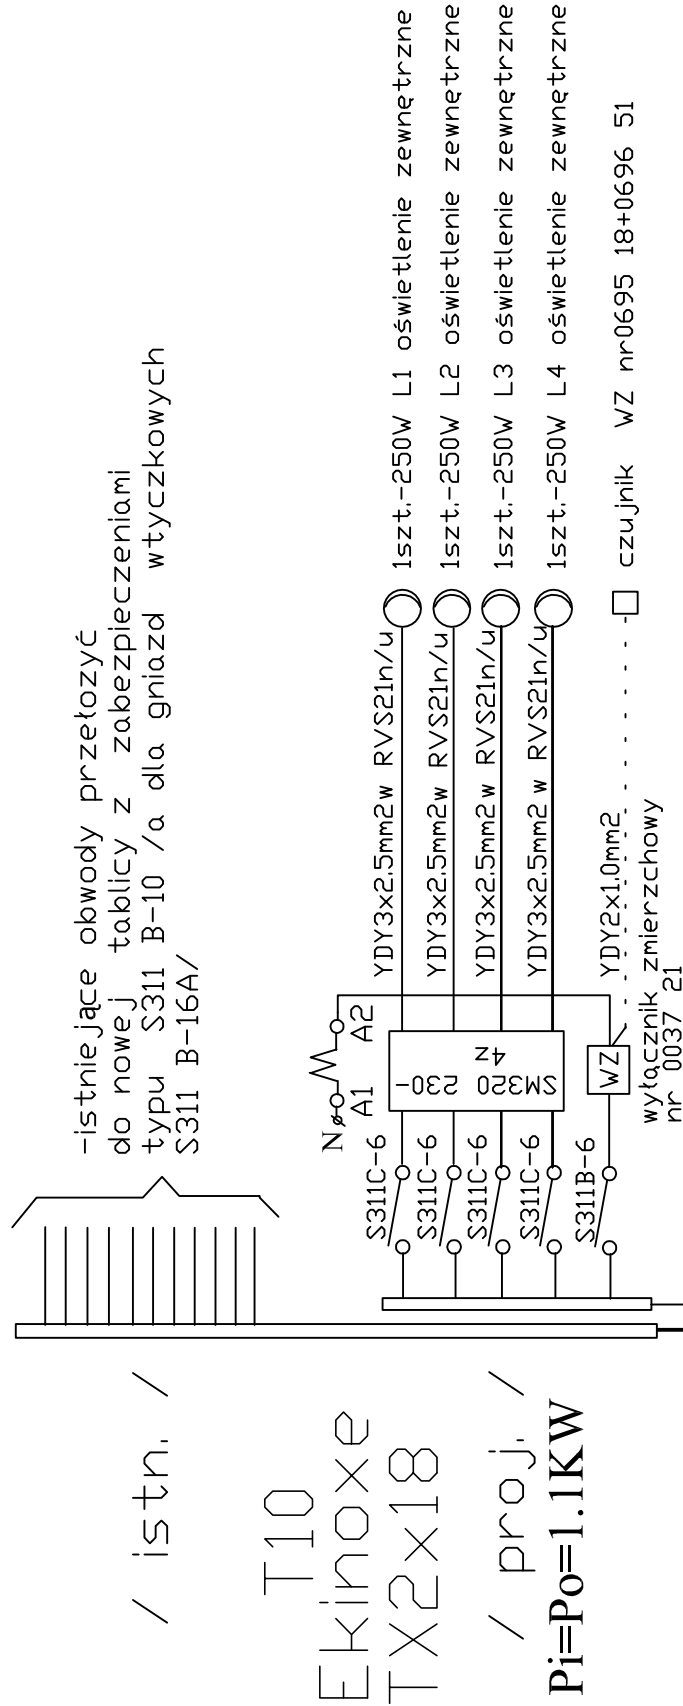 -istniejące obwody przełozyć
do nowej tablicy z zabezpieczeniami
typu S311 B-10 /a dla gniazd wtyczkowych
S311 B-16A/
/ istn. /
T10
Ekinoxe
TX2x18
/ proj. /
Pi=Po=1.1KW
N
A1
A2
S311C-6
YDY3x2.5mm2 w RVS21n/u
1szt.-250W L1 oświetlenie zewnętrzne
S311C-6
YDY3x2.5mm2 w RVS21n/u
1szt.-250W L2 oświetlenie zewnętrzne
SM320 230-
4z
S311C-6
YDY3x2.5mm2 w RVS21n/u
1szt.-250W L3 oświetlenie zewnętrzne
S311C-6
YDY3x2.5mm2 w RVS21n/u
1szt.-250W L4 oświetlenie zewnętrzne
S311B-6
WZ
YDY2x1.0mm2
czujnik WZ nr0695 18+0696 51
wyłącznik zmierzchowy
nr 0037 21